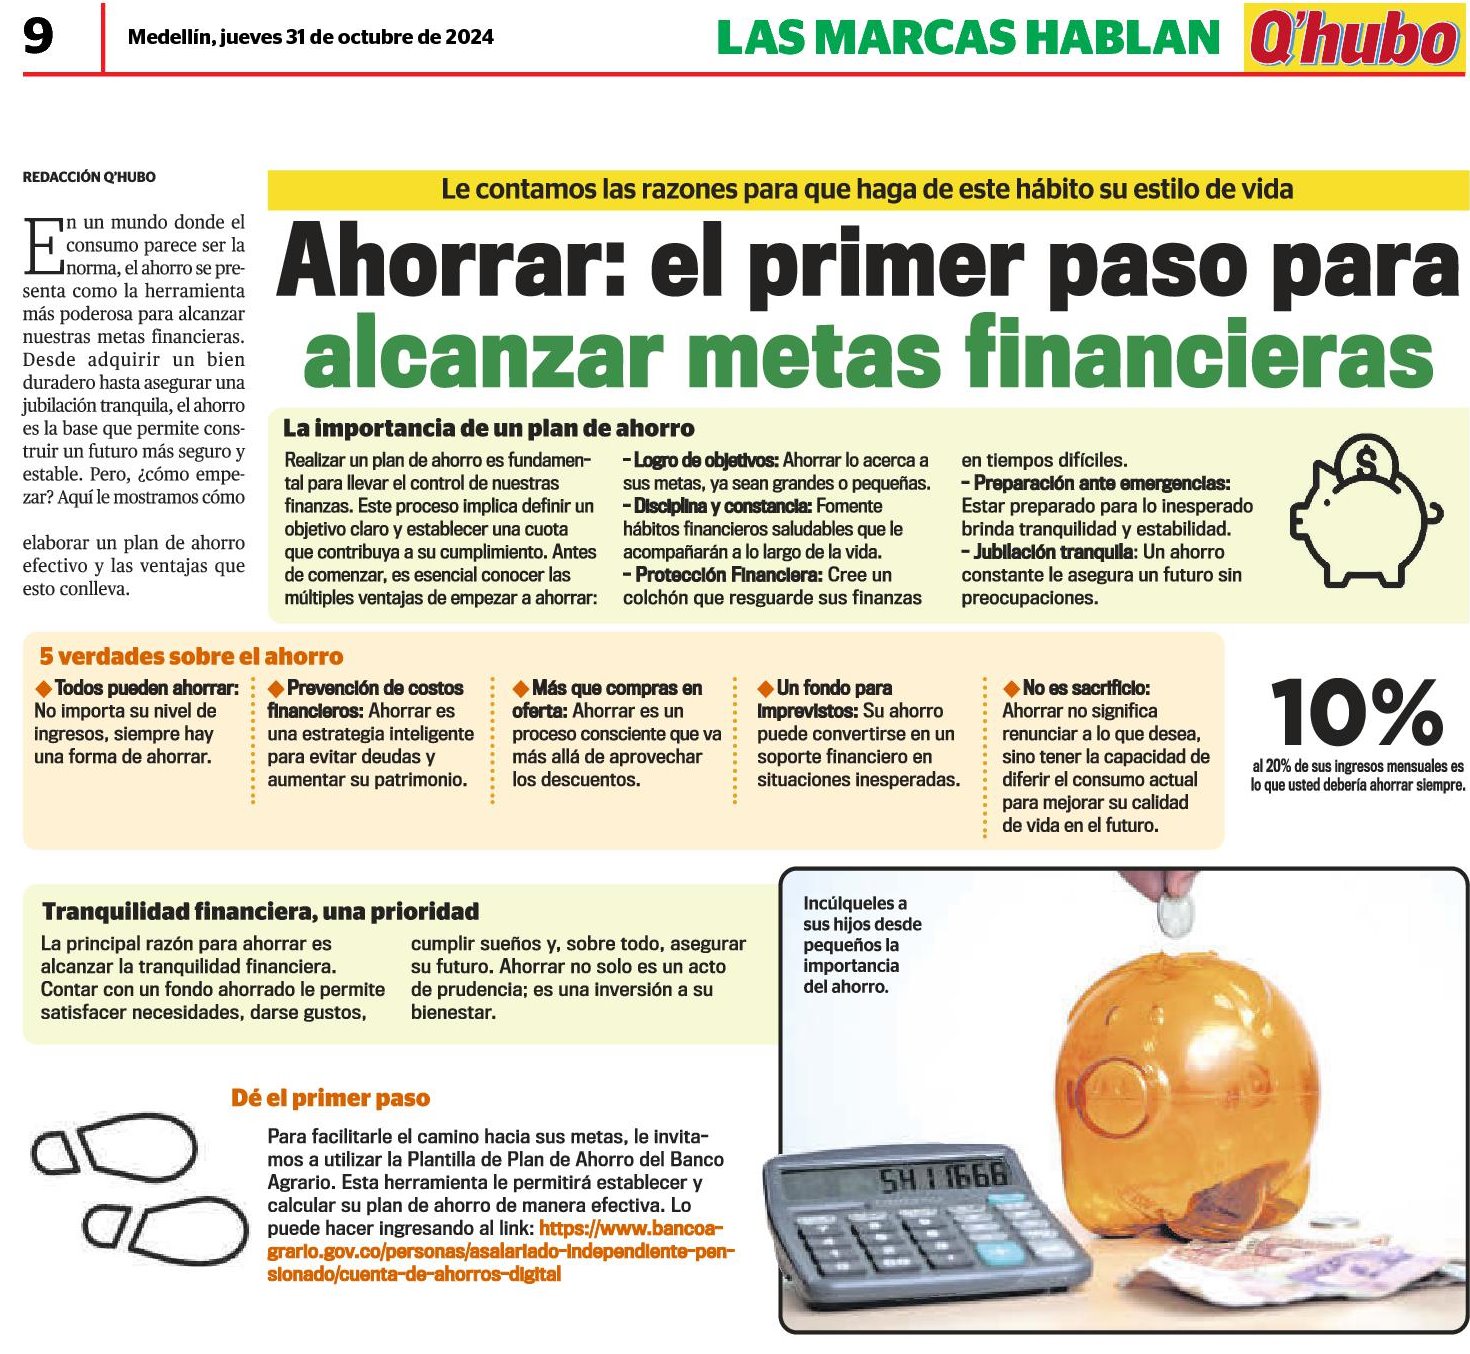 9
Medellín, jueves 31 de octubre de 2024
LAS MARCAS HABLAN
Q'hubo
REDACCIÓN Q'HUBO
En un mundo donde el
consumo parece ser la
norma, el ahorro se pre-
senta como la herramienta
más poderosa para alcanzar
nuestras metas financieras.
Desde adquirir un bien
duradero hasta asegurar una
jubilación tranquila, el ahorro
es la base que permite cons-
truir un futuro más seguro y
estable. Pero, ¿cómo empe-
zar? Aquí le mostramos cómo
elaborar un plan de ahorro
efectivo y las ventajas que
esto conlleva.
Le contamos las razones para que haga de este hábito su estilo de vida
Ahorrar: el primer paso para
alcanzar metas financieras
La importancia de un plan de ahorro
Realizar un plan de ahorro es fundamen-
tal para llevar el control de nuestras
finanzas. Este proceso implica definir un
objetivo claro y establecer una cuota
que contribuya a su cumplimiento. Antes
de comenzar, es esencial conocer las
múltiples ventajas de empezar a ahorrar:
- Logro de objetivos: Ahorrar lo acerca a
sus metas, ya sean grandes o pequeñas.
- Disciplina y constancia: Fomente
hábitos financieros saludables que le
acompañarán a lo largo de la vida.
- Protección Financiera: Cree un
colchón que resguarde sus finanzas
en tiempos difíciles.
- Preparación ante emergencias:
Estar preparado para lo inesperado
brinda tranquilidad y estabilidad.
- Jubilación tranquila: Un ahorro
constante le asegura un futuro sin
preocupaciones.
$
5 verdades sobre el ahorro
◆ Todos pueden ahorrar:
No importa su nivel de
ingresos, siempre hay
una forma de ahorrar.
◆ Prevención de costos
financieros: Ahorrar es
una estrategia inteligente
para evitar deudas y
aumentar su patrimonio.
◆ Más que compras en
oferta: Ahorrar es un
proceso consciente que va
más allá de aprovechar
los descuentos.
◆ Un fondo para
imprevistos: Su ahorro
puede convertirse en un
soporte financiero en
situaciones inesperadas.
◆ No es sacrificio:
Ahorrar no significa
renunciar a lo que desea,
sino tener la capacidad de
diferir el consumo actual
para mejorar su calidad
de vida en el futuro.
10%
al 20% de sus ingresos mensuales es
lo que usted debería ahorrar siempre.
Tranquilidad financiera, una prioridad
La principal razón para ahorrar es
alcanzar la tranquilidad financiera.
Contar con un fondo ahorrado le permite
satisfacer necesidades, darse gustos,
cumplir sueños y, sobre todo, asegurar
su futuro. Ahorrar no solo es un acto
de prudencia; es una inversión a su
bienestar.
Incúlqueles a
sus hijos desde
pequeños la
importancia
del ahorro.
5411666
Dé el primer paso
Para facilitarle el camino hacia sus metas, le invita-
mos a utilizar la Plantilla de Plan de Ahorro del Banco
Agrario. Esta herramienta le permitirá establecer y
calcular su plan de ahorro de manera efectiva. Lo
puede hacer ingresando al link: https://www.bancoa-
grario.gov.co/personas/asalariado-independiente-pen-
sionado/cuenta-de-ahorros-digital